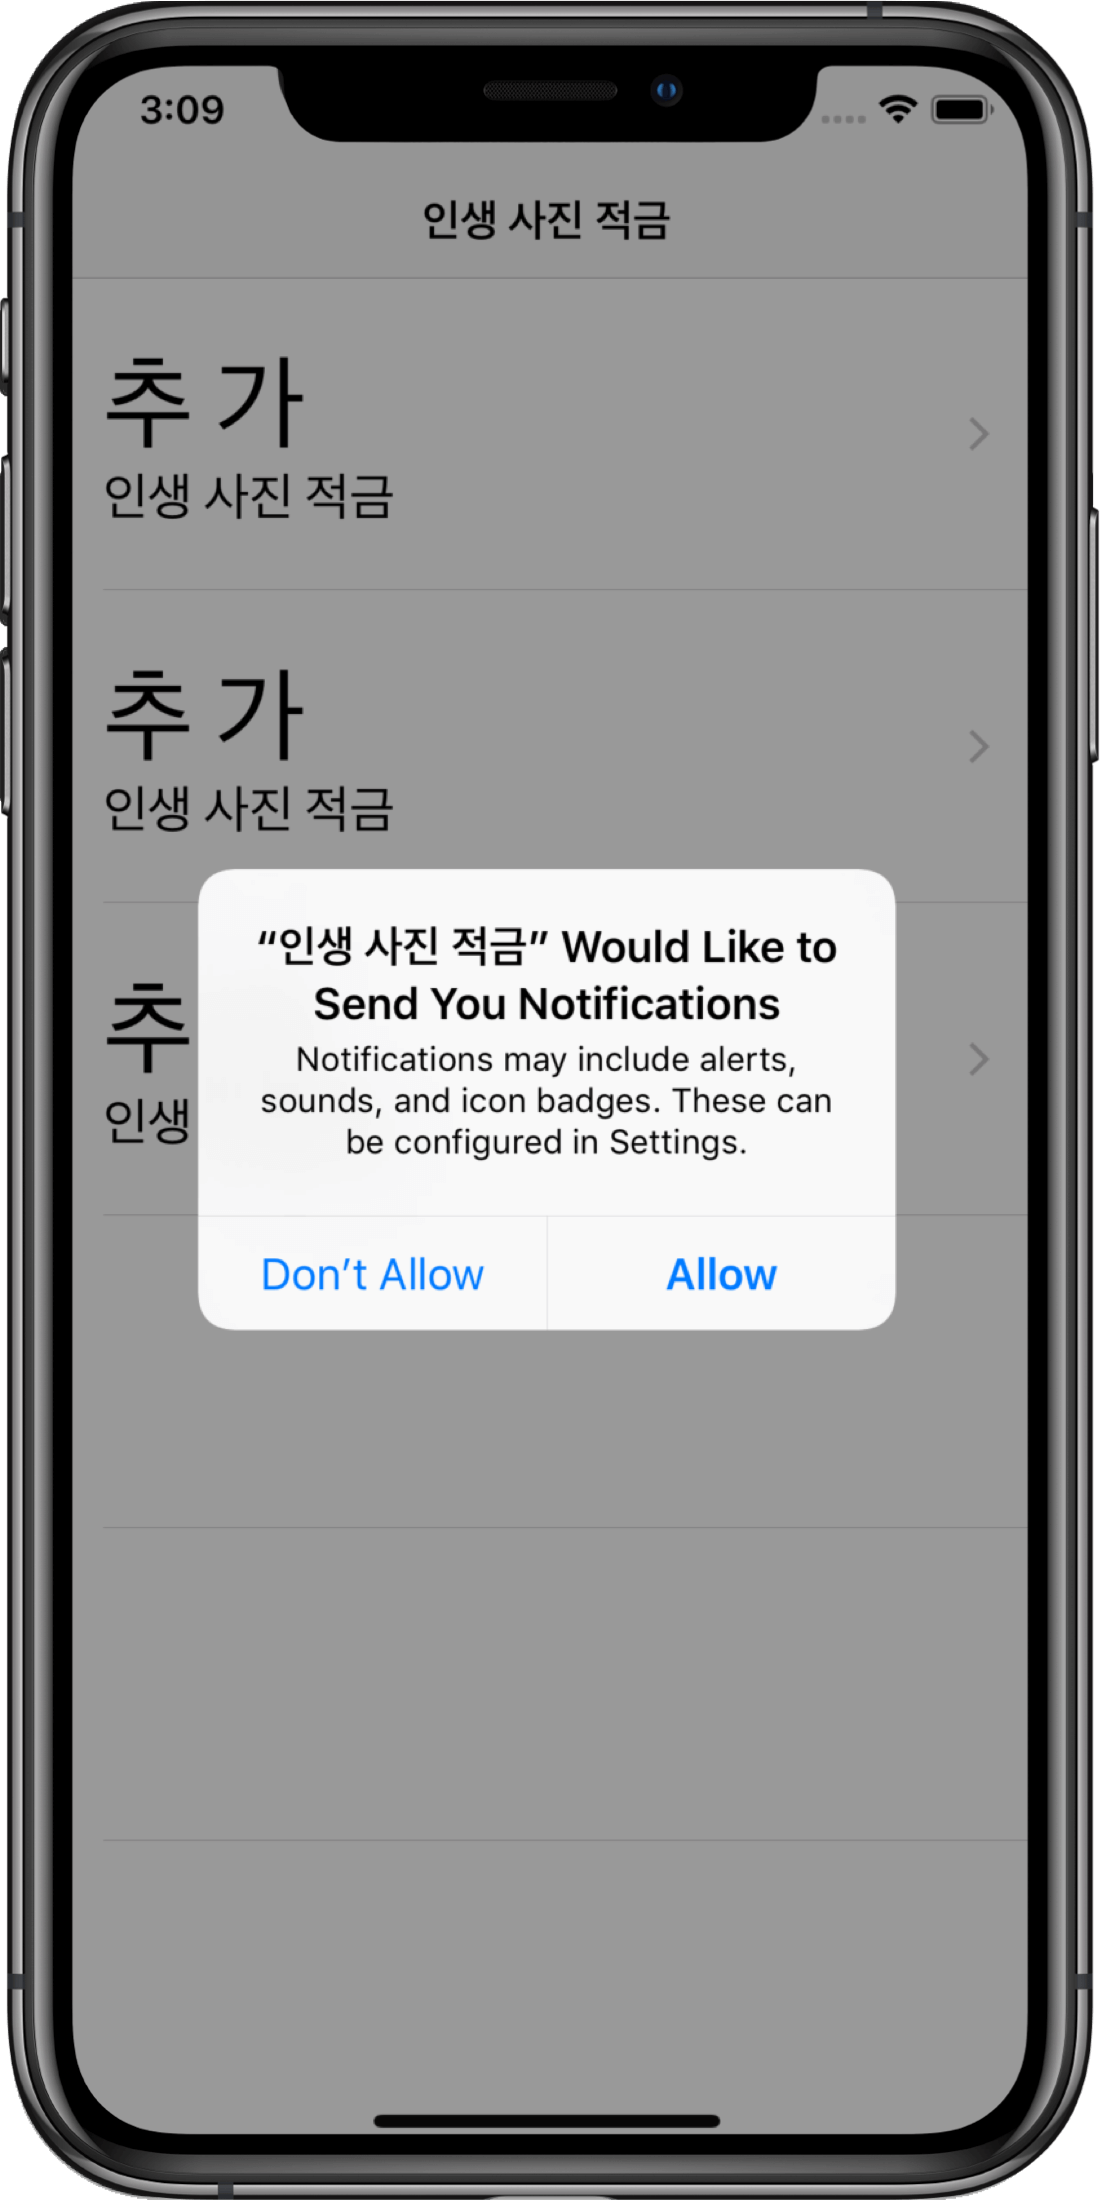 3:09
인생 사진 적금
추 가
인생 사진 적금
추 가
인생 사진 적금
추
인생
“인생 사진 적금” Would Like to
Send You Notifications
Notifications may include alerts,
sounds, and icon badges. These can
be configured in Settings.
Don’t Allow
Allow